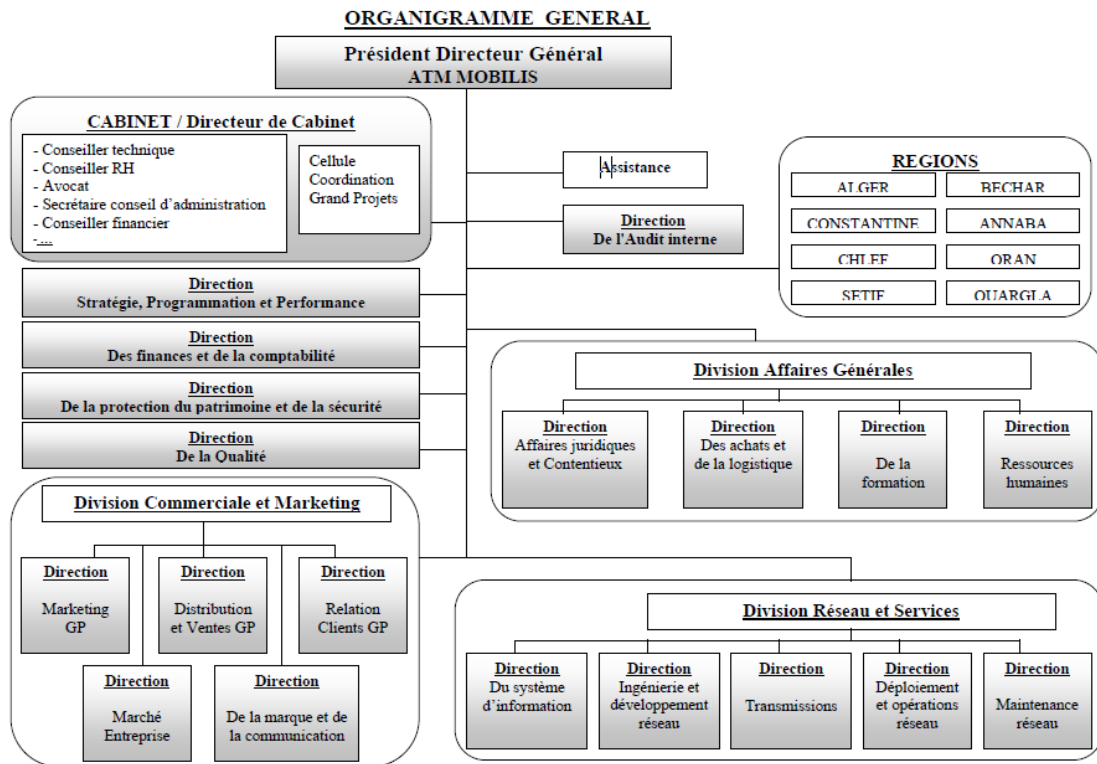 ORGANIGRAMME GENERAL
Président Directeur Général
ATM MOBILIS
CABINET / Directeur de Cabinet
- Conseiller technique
- Conseiller RH
- Avocat
- Secrétaire conseil d'administration
- Conseiller financier
- ...
Cellule
Coordination
Grand Projets
Assistance
Direction
De l'Audit interne
REGIONS
ALGER
BECHAR
CONSTANTINE
ANNABA
CHLEF
ORAN
SETIF
OUARGLA
Direction
Stratégie, Programmation et Performance
Direction
Des finances et de la comptabilité
Direction
De la protection du patrimoine et de la sécurité
Direction
De la Qualité
Division Affaires Générales
Direction
Affaires juridiques
et Contentieux
Direction
Des achats et
de la logistique
Direction
De la
formation
Direction
Ressources
humaines
Division Commerciale et Marketing
Direction
Marketing
GP
Direction
Distribution
et Ventes GP
Direction
Relation
Clients GP
Direction
Marché
Entreprise
Direction
De la marque et de
la communication
Division Réseau et Services
Direction
Du système
d'information
Direction
Ingénierie et
développement
réseau
Direction
Transmissions
Direction
Déploiement
et opérations
réseau
Direction
Maintenance
réseau